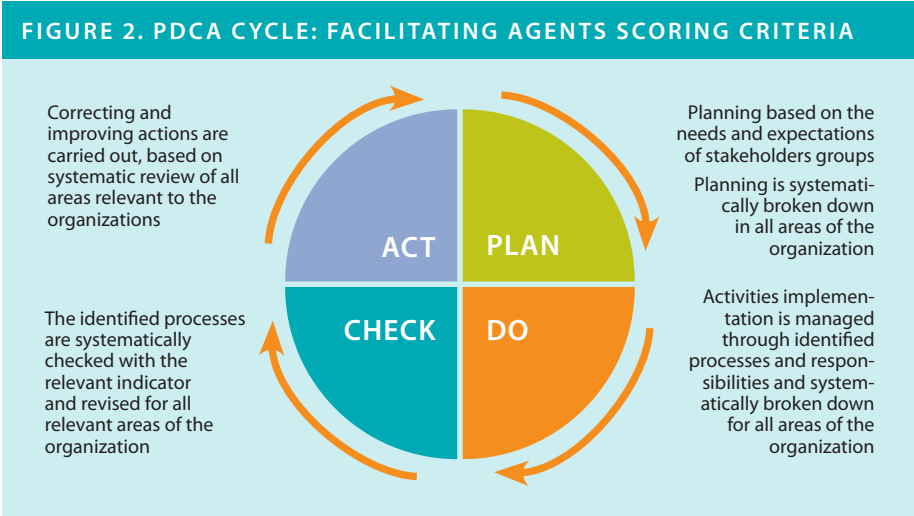 FIGURE 2. PDCA CYCLE: FACILITATING AGENTS SCORING CRITERIA
Correcting and
improving actions are
carried out, based on
systematic review of all
areas relevant to the
organizations
ACT
PLAN
Planning based on the
needs and expectations
of stakeholders groups
Planning is systemati-
cally broken down
in all areas of the
organization
The identified processes
are systematically
checked with the
relevant indicator
and revised for all
relevant areas of the
organization
CHECK
DO
Activities implemen-
tation is managed
through identified
processes and respon-
sibilities and system-
atically broken down
for all areas of the
organization